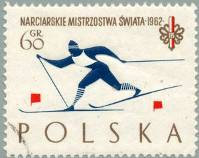 NARCIARSKIE MISTRZOSTWA ŚWIATA·1962·
60 GR.
POLSKA